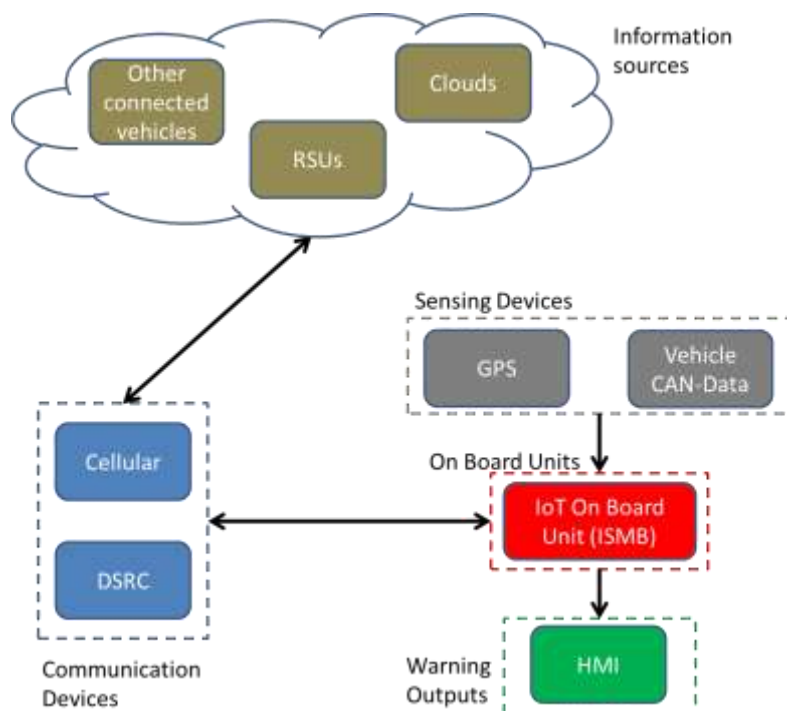 Information
sources
Other
connected
vehicles
Clouds
RSUs
Sensing Devices
GPS
Vehicle
CAN-Data
Cellular
DSRC
Communication
Devices
On Board Units
IoT On Board
Unit (ISMB)
HMI
Warning
Outputs